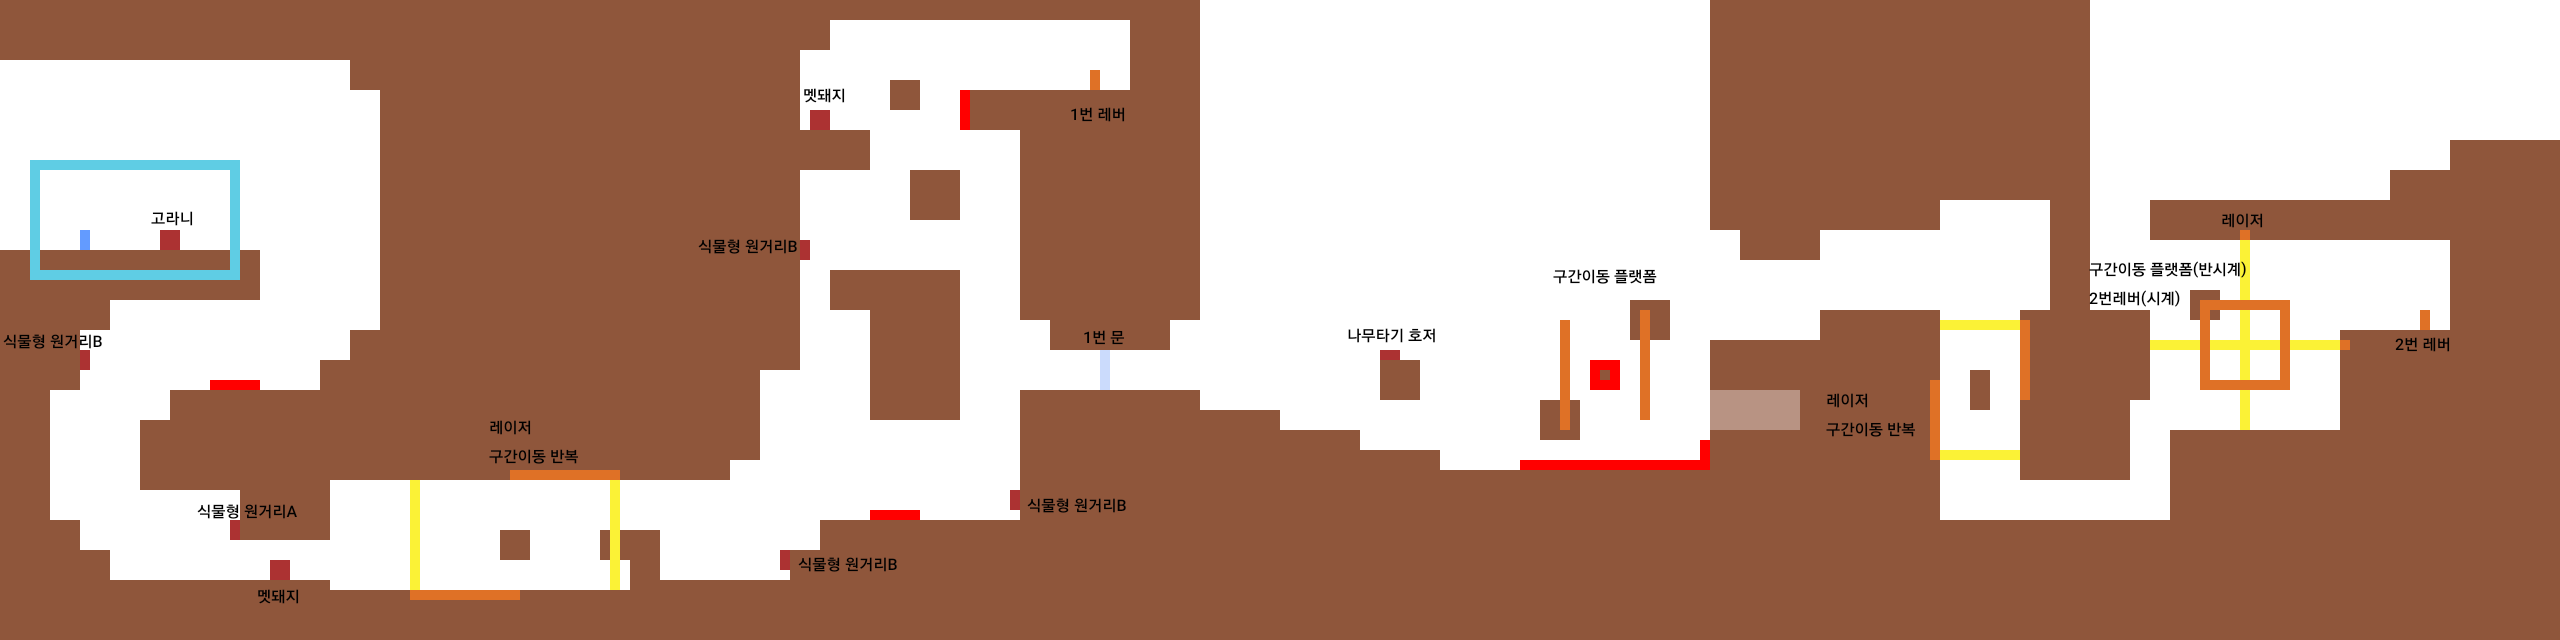 멧돼지
1번 레버
고라니
식물형 원거리B
식물형 원거리B
1번 문
레이저
구간이동 반복
식물형 원거리A
멧돼지
식물형 원거리B
식물형 원거리B
구간이동 플랫폼
나무타기 호저
레이저
구간이동 반복
레이저
구간이동 플랫폼(반시계)
2번레버(시계)
2번 레버